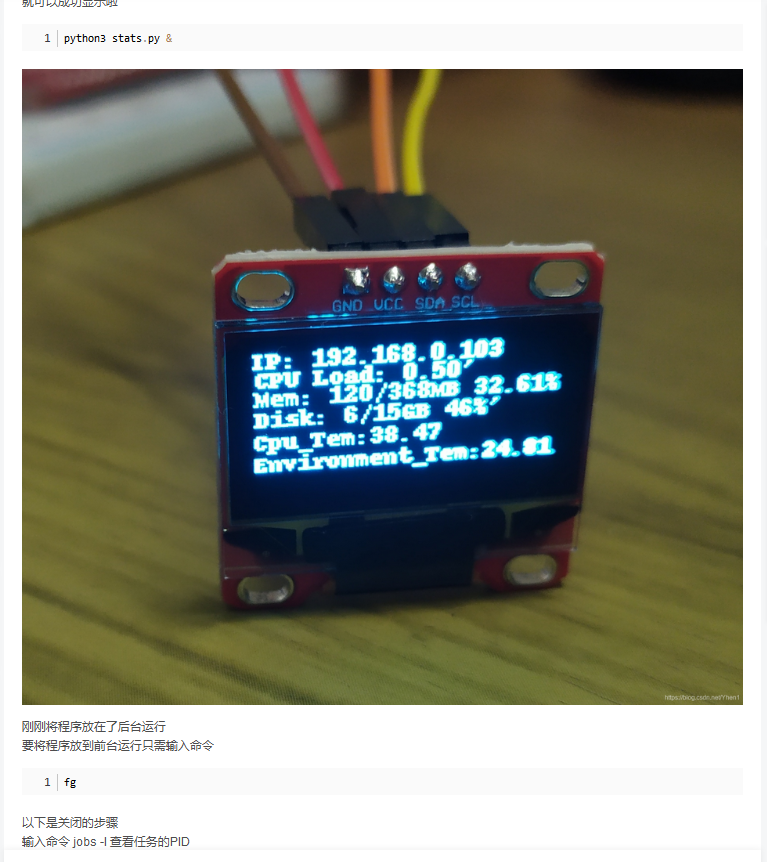 就可以成功显示啦
1 python3 stats.py &
GND VCC SDA SCL
IP: 192.168.0.103
CPU Load: 0.50'
Mem: 120/368MB 32.61%
Disk: 6/15GB 46%'
Cpu_Tem:38.47
Environment_Tem:24.81
https://blog.csdn.net/Yhen1
刚刚将程序放在了后台运行
要将程序放到前台运行只需输入命令
1 fg
以下是关闭的步骤
输入命令 jobs -l 查看任务的PID